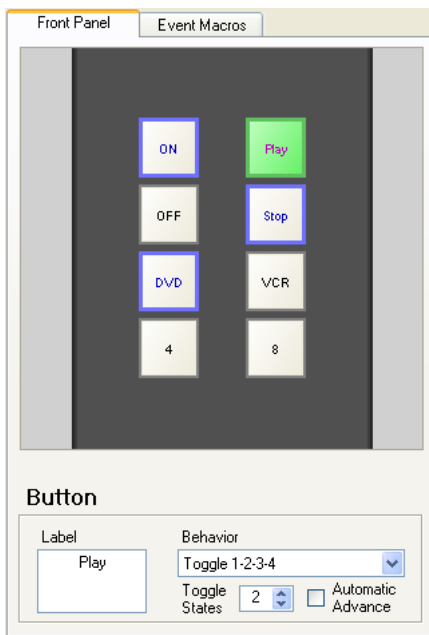 Front Panel Event Macros
ON Play
OFF Stop
DVD VCR
4 8
Button
Label Behavior
Play Toggle 1-2-3-4
Toggle States 2 Automatic Advance